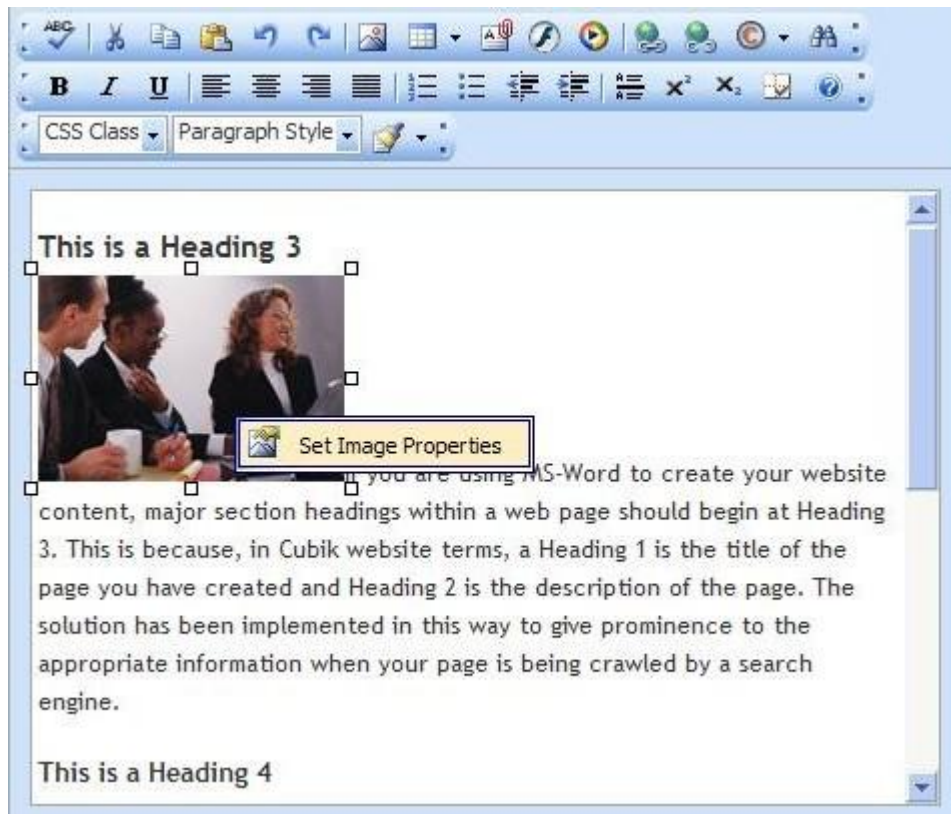 ABC
B I U
CSS Class Paragraph Style
This is a Heading 3
Set Image Properties
you are using MS-Word to create your website
content, major section headings within a web page should begin at Heading
3. This is because, in Cubik website terms, a Heading 1 is the title of the
page you have created and Heading 2 is the description of the page. The
solution has been implemented in this way to give prominence to the
appropriate information when your page is being crawled by a search
engine.
This is a Heading 4